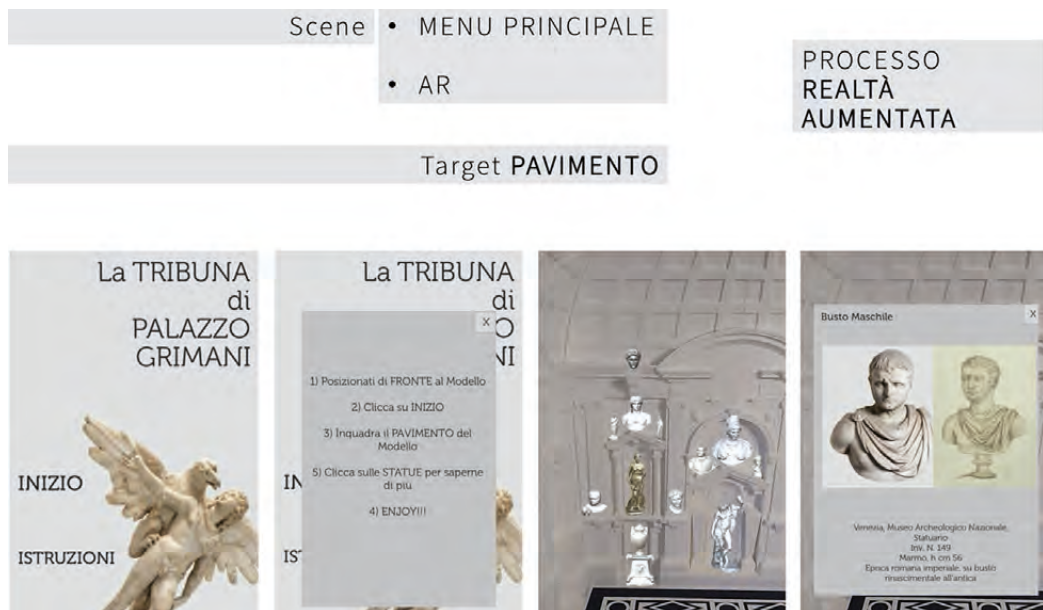 Scene
• MENU PRINCIPALE
• AR
PROCESSO
REALTÀ
AUMENTATA
Target PAVIMENTO
La TRIBUNA
di
PALAZZO
GRIMANI
INIZIO
ISTRUZIONI
La TRIBUNA
di
O
NI
X
1) Posizionati di FRONTE al Modello
2) Clicca su INIZIO
3) Inquadra il PAVIMENTO del
Modello
5) Clicca sulle STATUE per saperne
di più
4) ENJOY!!!
IN
IST
Busto Maschile
X
Venezia, Museo Archeologico Nazionale,
Statuario
Inv. N. 149
Marmo, h cm 56
Epoca romana imperiale, su busto
rinascimentale all'antica